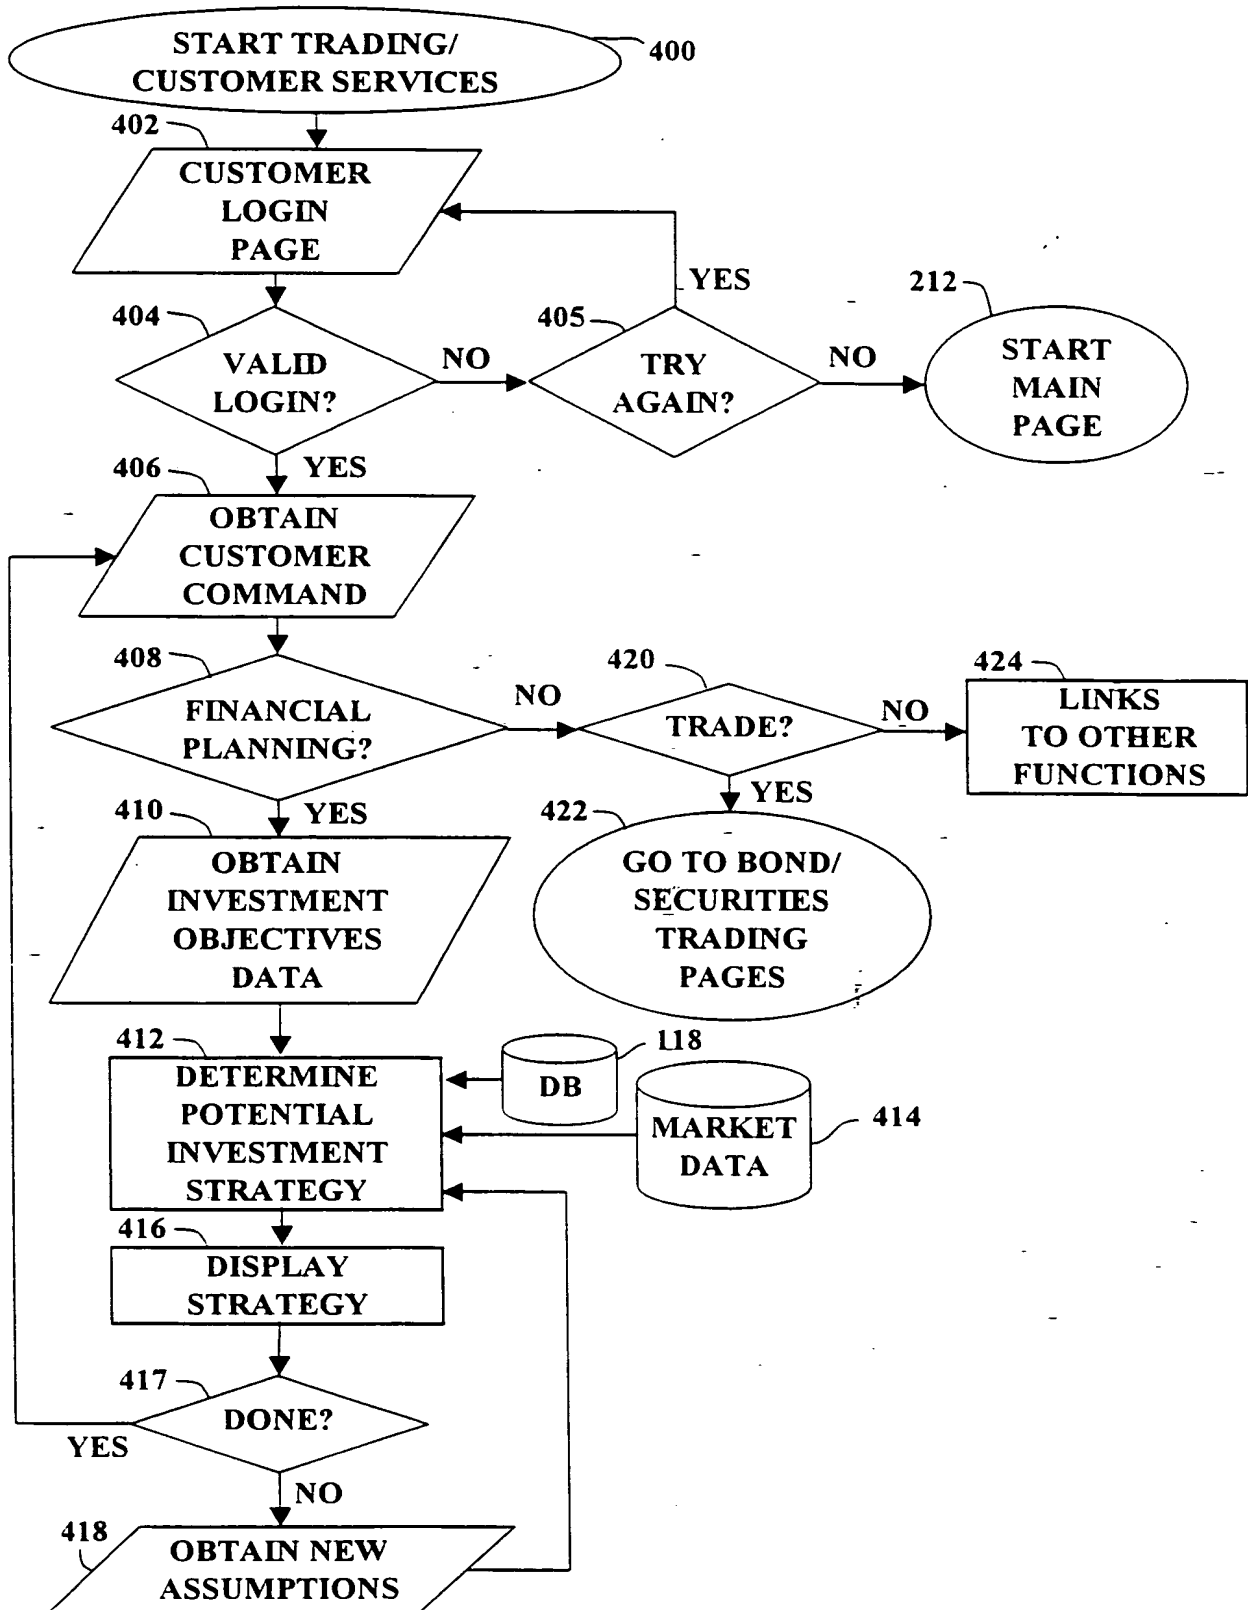 START TRADING/
CUSTOMER SERVICES
400
402
CUSTOMER
LOGIN
PAGE
404
VALID
LOGIN?
NO
405
TRY
AGAIN?
YES
NO
212
START
MAIN
PAGE
YES
406
OBTAIN
CUSTOMER
COMMAND
408
FINANCIAL
PLANNING?
NO
420
TRADE?
NO
424
LINKS
TO OTHER
FUNCTIONS
YES
422
GO TO BOND/
SECURITIES
TRADING
PAGES
YES
410
OBTAIN
INVESTMENT
OBJECTIVES
DATA
412
DETERMINE
POTENTIAL
INVESTMENT
STRATEGY
DB
118
MARKET
DATA
414
416
DISPLAY
STRATEGY
417
DONE?
YES
NO
418
OBTAIN NEW
ASSUMPTIONS